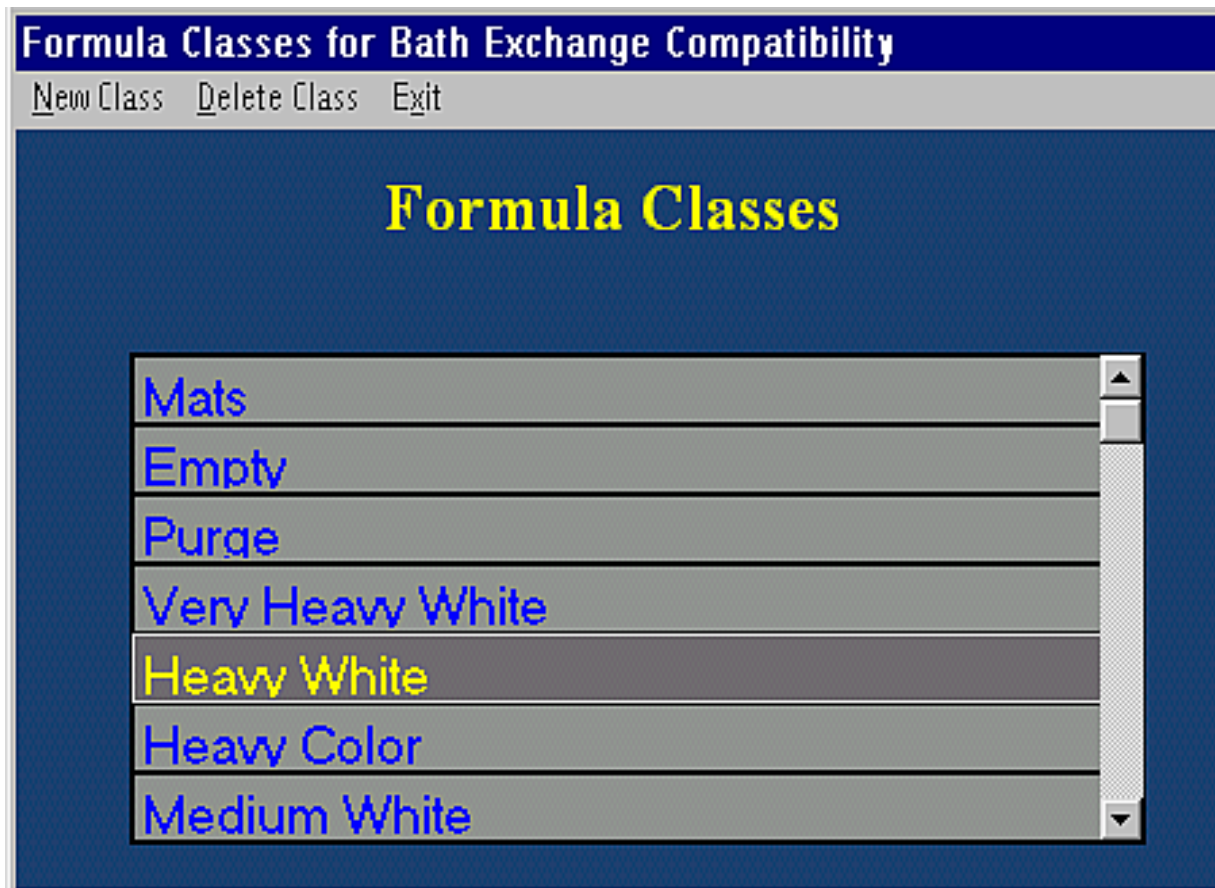 Formula Classes for Bath Exchange Compatibility
New Class Delete Class Exit
Formula Classes
Mats
Empty
Purge
Very Heavy White
Heavy White
Heavy Color
Medium White